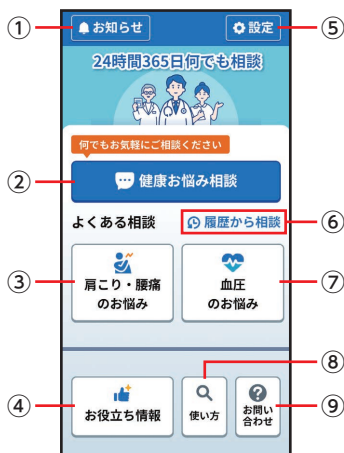 ① お知らせ 設定 ⑤
24時間365日何でも相談
何でもお気軽にご相談ください
② 健康お悩み相談
よくある相談 履歴から相談 ⑥
③ 肩こり・腰痛
のお悩み
血圧
のお悩み ⑦
⑧
④ お役立ち情報
使い方
お問い
合わせ ⑨